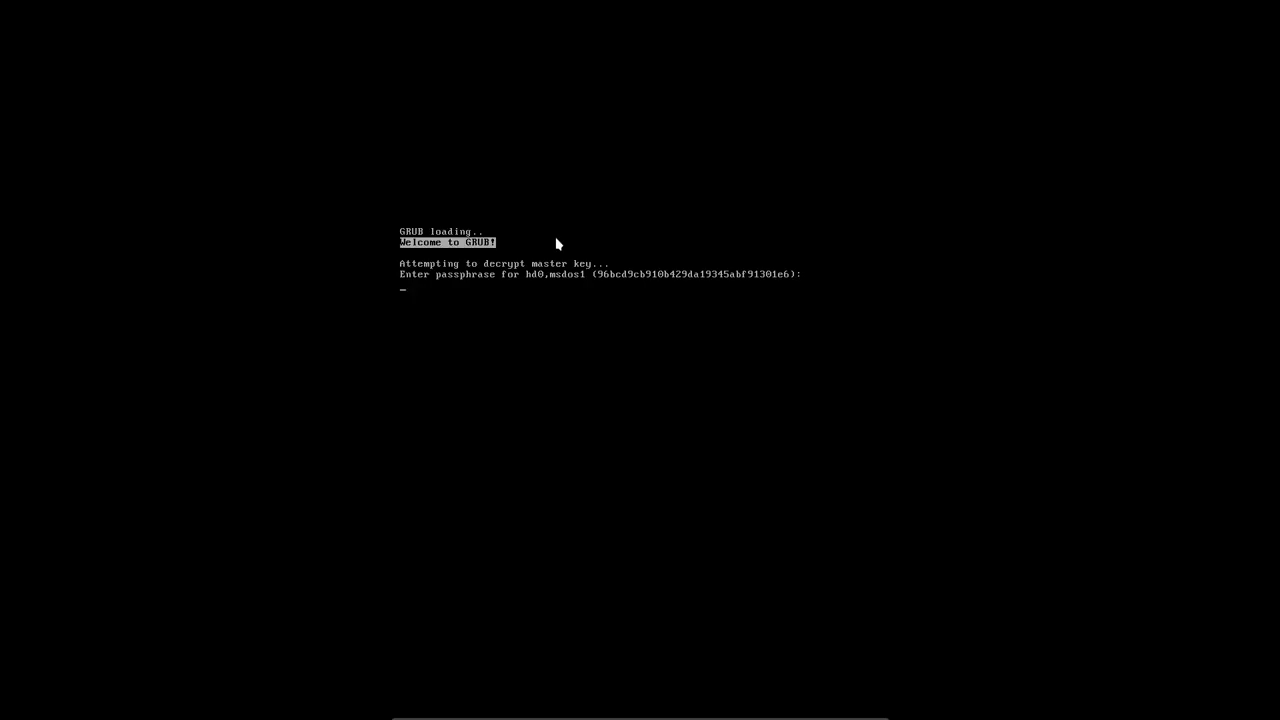 GRUB loading..
Welcome to GRUB!
Attempting to decrypt master key...
Enter passphrase for hd0,msdos1 (96bcd9cb910b429da19345abf91301e6):